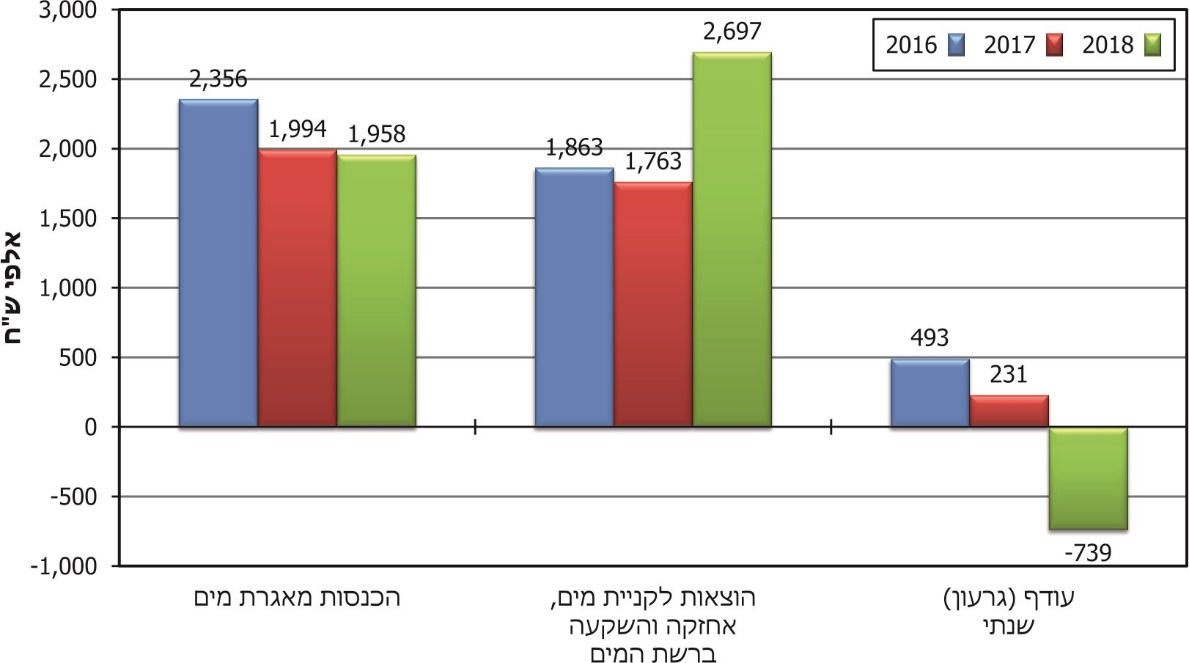 3,000
2,500
2,000
1,500
1,000
500
0
-500
-1,000
אלפי ש"ח
2016 2017 2018
2,356
1,994
1,958
1,863
1,763
2,697
493
231
-739
הכנסות מאגרת מים
הוצאות לקניית מים,
אחזקה והשקעה
ברשת המים
עודף (גרעון)
שנתי